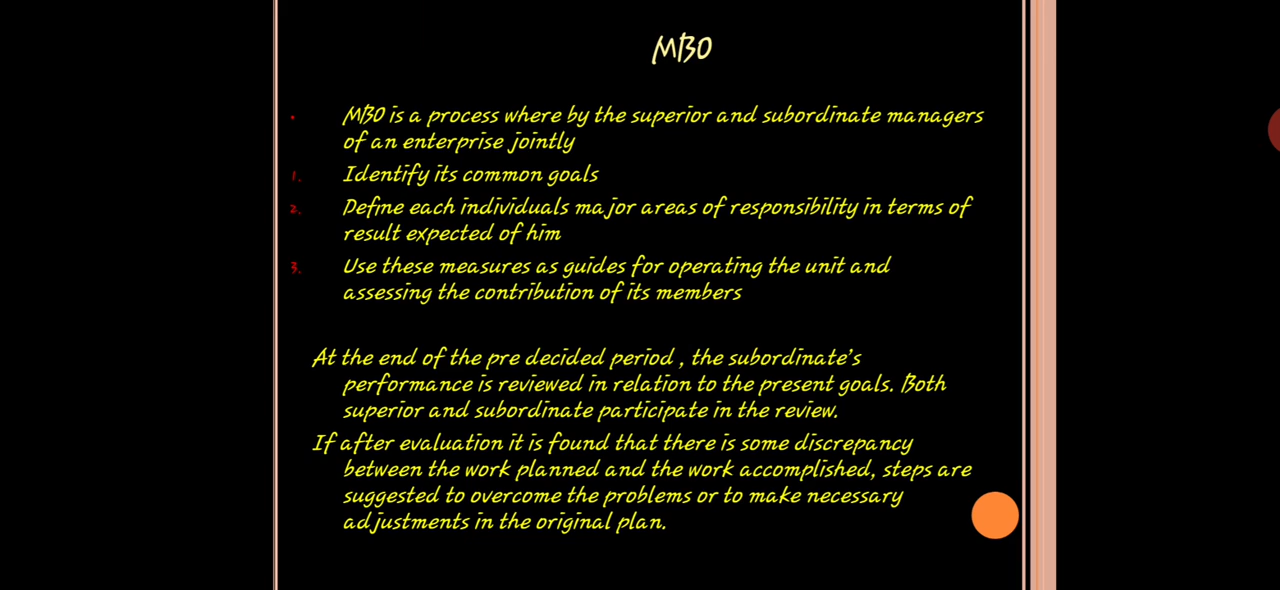 MBO
• MBO is a process where by the superior and subordinate managers
of an enterprise jointly
1. Identify its common goals
2. Define each individuals major areas of responsibility in terms of
result expected of him
3. Use these measures as guides for operating the unit and
assessing the contribution of its members
At the end of the pre decided period , the subordinate's
performance is reviewed in relation to the present goals. Both
superior and subordinate participate in the review.
If after evaluation it is found that there is some discrepancy
between the work planned and the work accomplished, steps are
suggested to overcome the problems or to make necessary
adjustments in the original plan.